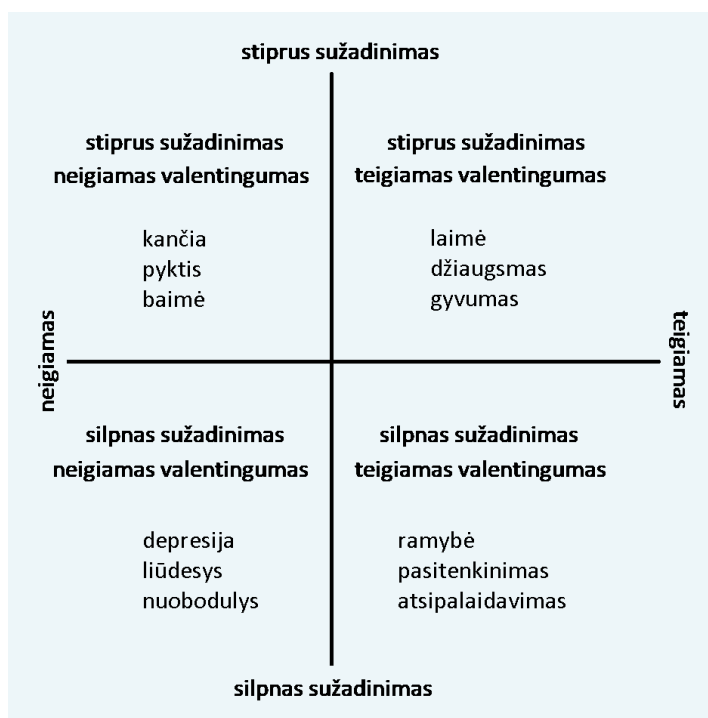 stiprus sužadinimas
stiprus sužadinimas
neigiamas valentingumas
kančia
pyktis
baimė
stiprus sužadinimas
teigiamas valentingumas
laimė
džiaugsmas
gyvumas
neigiamas
teigiamas
silpnas sužadinimas
neigiamas valentingumas
depresija
liūdesys
nuobodulys
silpnas sužadinimas
teigiamas valentingumas
ramybė
pasitenkinimas
atsipalaidavimas
silpnas sužadinimas